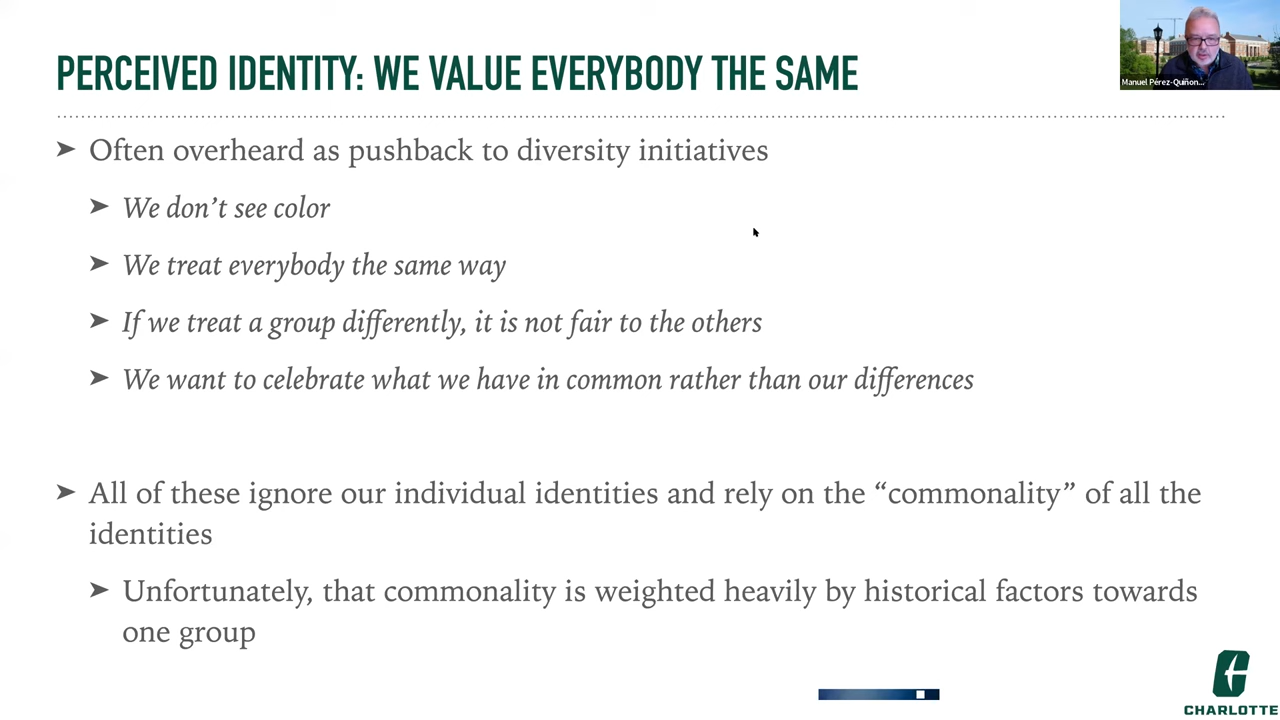 PERCEIVED IDENTITY: WE VALUE EVERYBODY THE SAME
Manuel Pérez-Quiñon...
➤ Often overheard as pushback to diversity initiatives
➤ We don’t see color
➤ We treat everybody the same way
➤ If we treat a group differently, it is not fair to the others
➤ We want to celebrate what we have in common rather than our differences
➤ All of these ignore our individual identities and rely on the “commonality” of all the
identities
➤ Unfortunately, that commonality is weighted heavily by historical factors towards
one group
CHARLOTTE